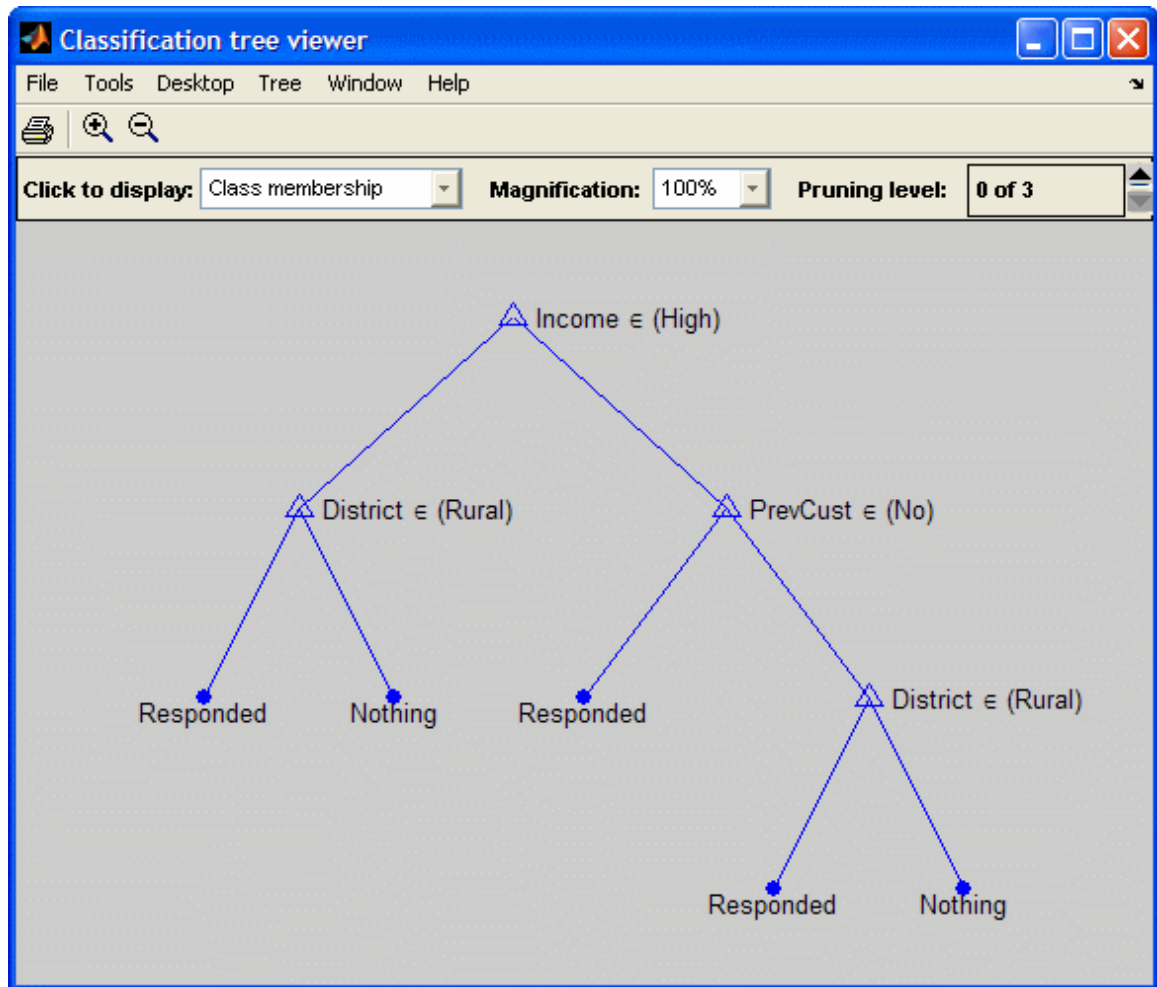 Classification tree viewer
File Tools Desktop Tree Window Help
Click to display: Class membership Magnification: 100% Pruning level: 0 of 3
Income ∈ (High)
District ∈ (Rural) PrevCust ∈ (No)
Responded Nothing Responded District ∈ (Rural)
Responded Nothing